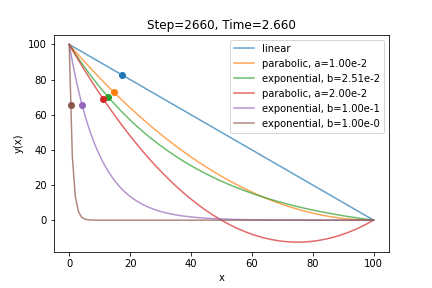 Step=2660, Time=2.660
100
80
60
40
20
0
y(x)
linear
parabolic, a=1.00e-2
exponential, b=2.51e-2
parabolic, a=2.00e-2
exponential, b=1.00e-1
exponential, b=1.00e-0
0 20 40 60 80 100
x